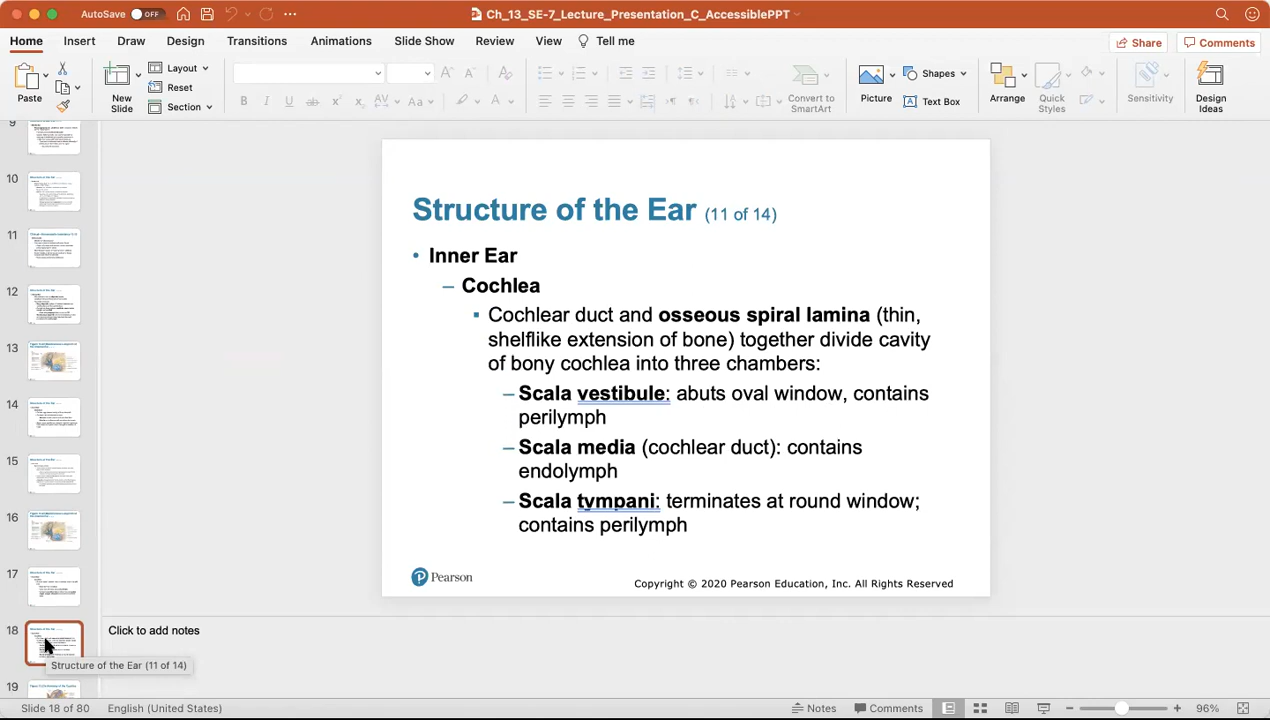 AutoSave OFF
Ch_13_SE-7_Lecture_Presentation_C_AccessiblePPT
Home Insert Draw Design Transitions Animations Slide Show Review View Tell me
Share Comments
Paste
New Slide
Layout
Reset
Section
Convert to SmartArt
Picture
Shapes
Text Box
Arrange
Quick Styles
Sensitivity
Design Ideas
9
10
11
12
13
14
15
16
17
18
19
Structure of the Ear (11 of 14)
• Inner Ear
– Cochlea
▪ Cochlear duct and osseous spiral lamina (thin,
shelflike extension of bone) together divide cavity
of bony cochlea into three chambers:
– Scala vestibule: abuts oval window, contains
perilymph
– Scala media (cochlear duct): contains
endolymph
– Scala tympani: terminates at round window;
contains perilymph
Pearson
Copyright © 2020 Pearson Education, Inc. All Rights Reserved
Click to add notes
Structure of the Ear (11 of 14)
Slide 18 of 80 English (United States) Notes Comments 96%